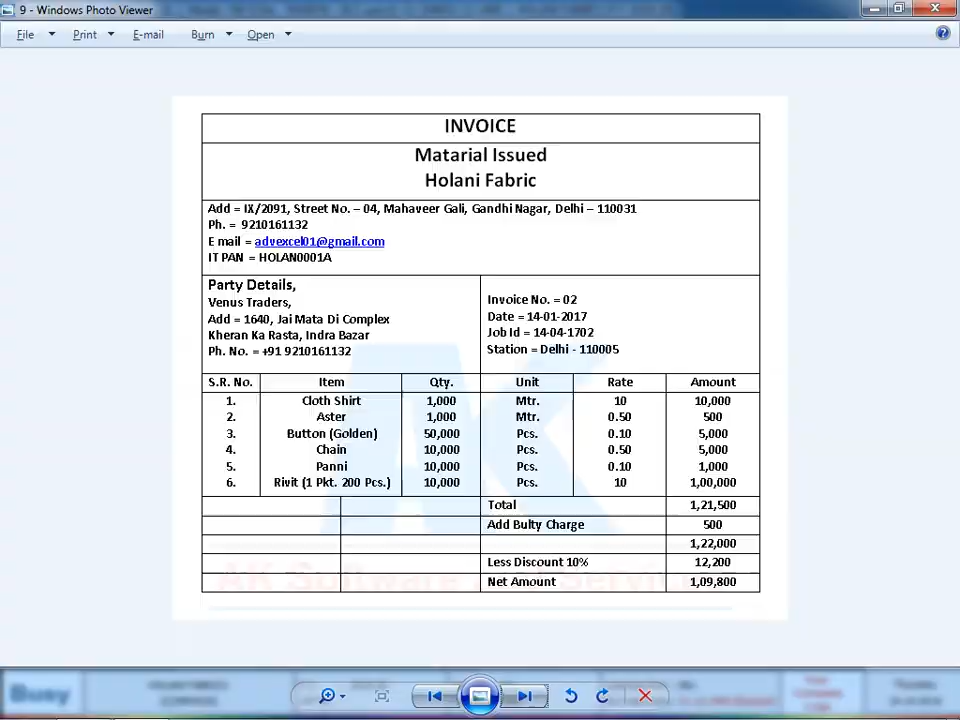 9 - Windows Photo Viewer
File Print E-mail Burn Open
INVOICE
Matarial Issued
Holani Fabric
Add = IX/2091, Street No. – 04, Mahaveer Gali, Gandhi Nagar, Delhi – 110031
Ph. = 9210161132
E mail = advexcel01@gmail.com
IT PAN = HOLAN0001A
Party Details,
Venus Traders,
Add = 1640, Jai Mata Di Complex
Kheran Ka Rasta, Indra Bazar
Ph. No. = +91 9210161132
Invoice No. = 02
Date = 14-01-2017
Job Id = 14-04-1702
Station = Delhi - 110005
S.R. No. Item Qty. Unit Rate Amount
1. Cloth Shirt 1,000 Mtr. 10 10,000
2. Aster 1,000 Mtr. 0.50 500
3. Button (Golden) 50,000 Pcs. 0.10 5,000
4. Chain 10,000 Pcs. 0.50 5,000
5. Panni 10,000 Pcs. 0.10 1,000
6. Rivit (1 Pkt. 200 Pcs.) 10,000 Pcs. 10 1,00,000
Total 1,21,500
Add Bulty Charge 500
1,22,000
Less Discount 10% 12,200
Net Amount 1,09,800
AK Software
Busy